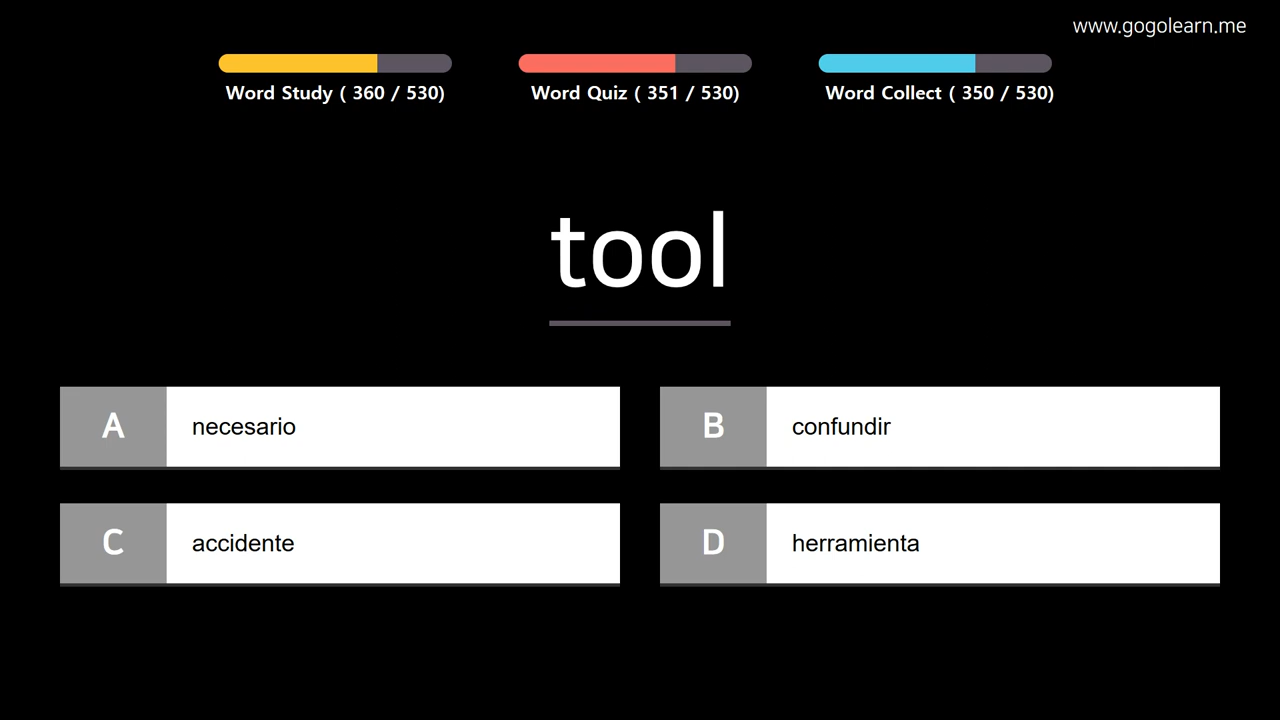 www.gogolearn.me
Word Study ( 360 / 530)
Word Quiz ( 351 / 530)
Word Collect ( 350 / 530)
tool
A necesario
B confundir
C accidente
D herramienta